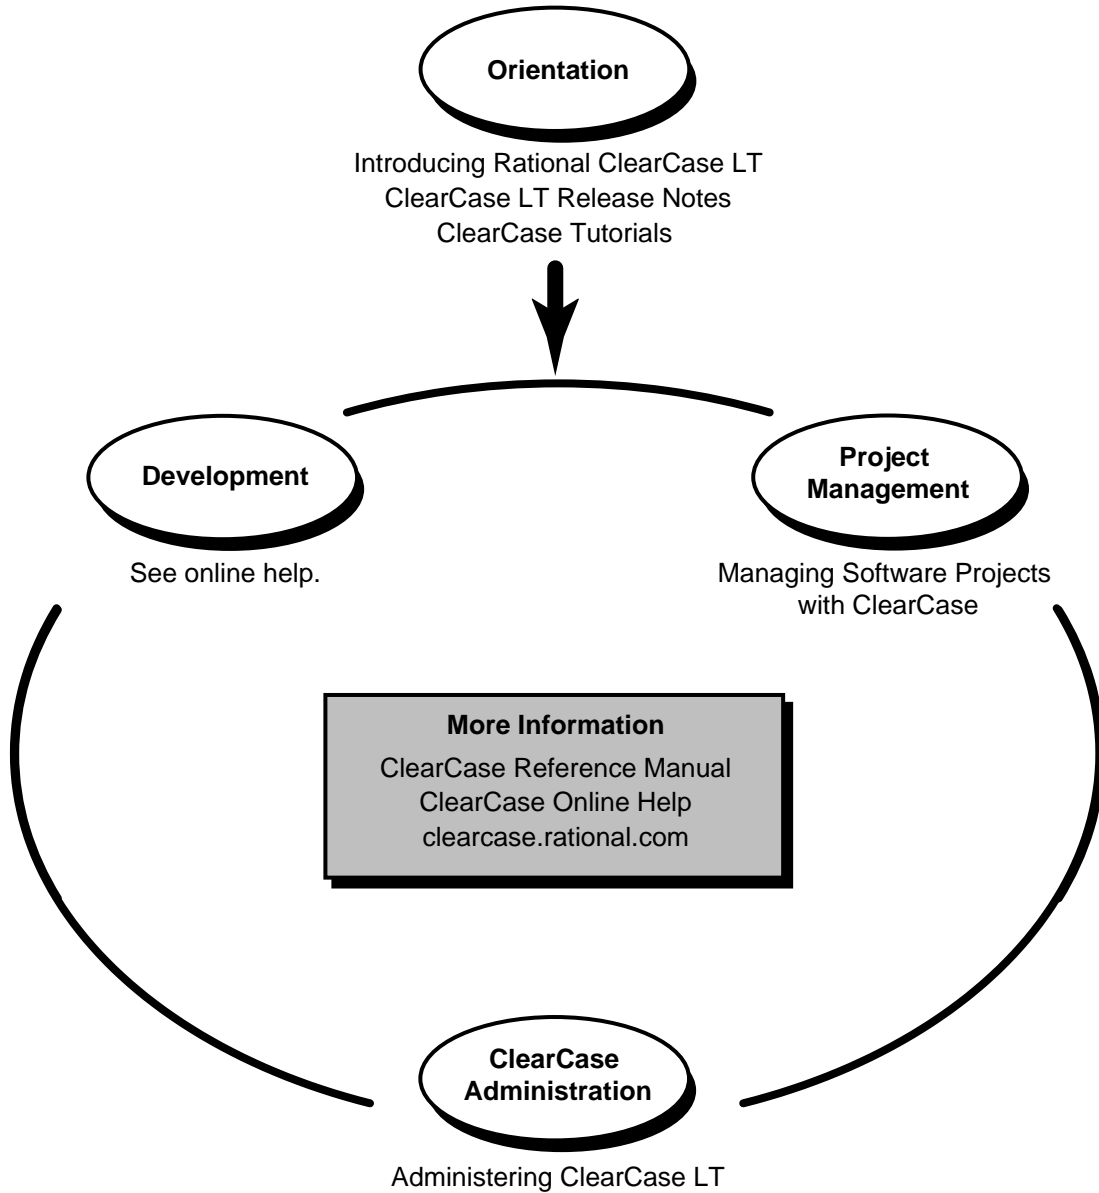 Orientation
Introducing Rational ClearCase LT
ClearCase LT Release Notes
ClearCase Tutorials
Development
See online help.
Project
Management
Managing Software Projects
with ClearCase
More Information
ClearCase Reference Manual
ClearCase Online Help
clearcase.rational.com
ClearCase
Administration
Administering ClearCase LT